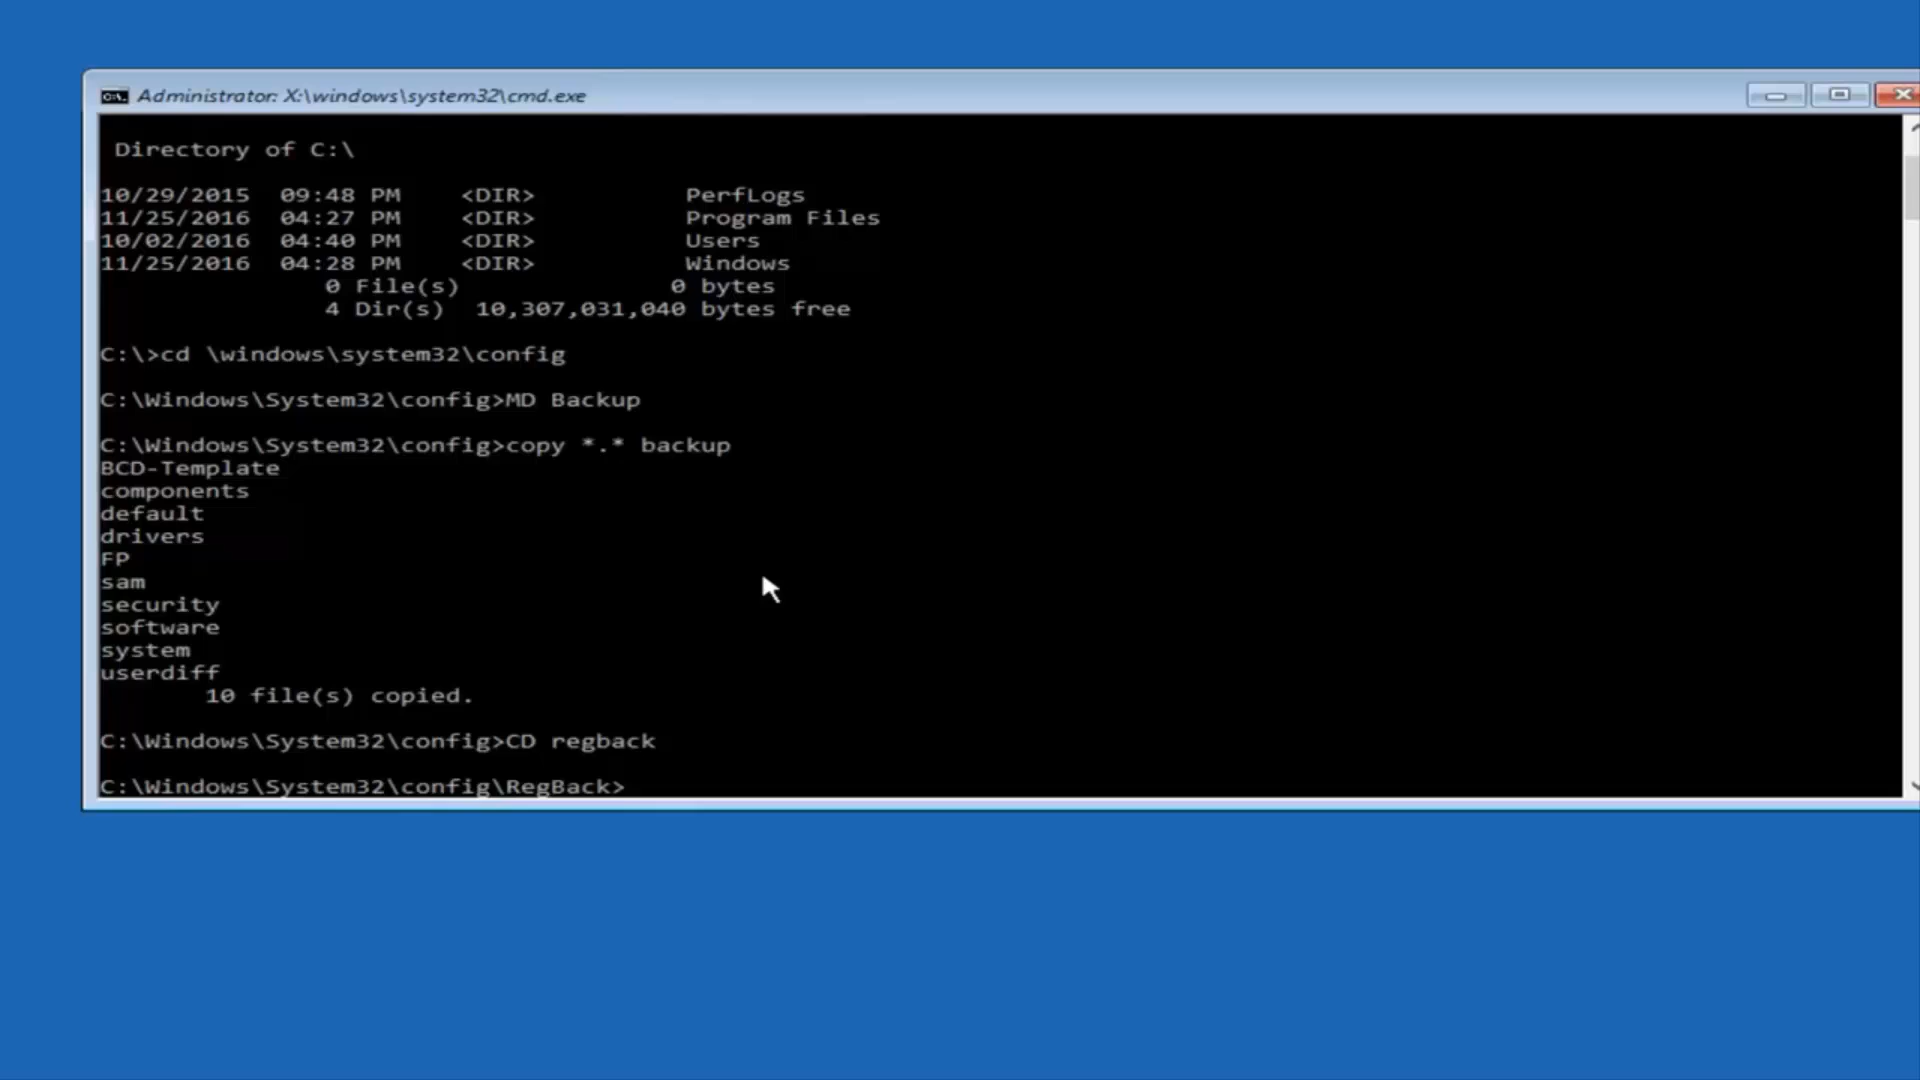 Administrator: X:\windows\system32\cmd.exe
Directory of C:\
10/29/2015 09:48 PM <DIR> PerfLogs
11/25/2016 04:27 PM <DIR> Program Files
10/02/2016 04:40 PM <DIR> Users
11/25/2016 04:28 PM <DIR> Windows
0 File(s) 0 bytes
4 Dir(s) 10,307,031,040 bytes free
C:\>cd \windows\system32\config
C:\Windows\System32\config>MD Backup
C:\Windows\System32\config>copy *.* backup
BCD-Template
components
default
drivers
FP
sam
security
software
system
userdiff
10 file(s) copied.
C:\Windows\System32\config>CD regback
C:\Windows\System32\config\RegBack>